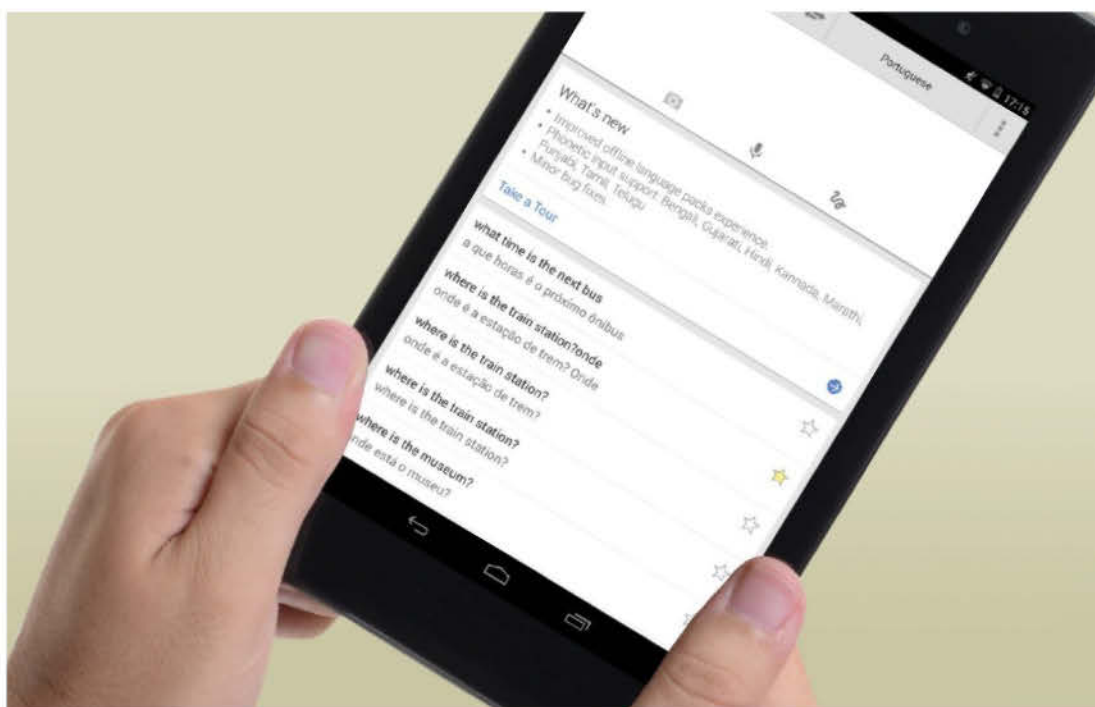 Portuguese
17:15
What's new
• Improved offline language packs experience.
• Phonetic input support: Bengali, Gujarati, Hindi, Kannada, Marathi,
Punjabi, Tamil, Telugu
• Minor bug fixes.
Take a Tour
what time is the next bus
a que horas é o próximo ônibus
where is the train station?onde
onde é a estação de trem? Onde
where is the train station?
onde é a estação de trem?
where is the train station?
where is the train station?
where is the museum?
nde está o museu?